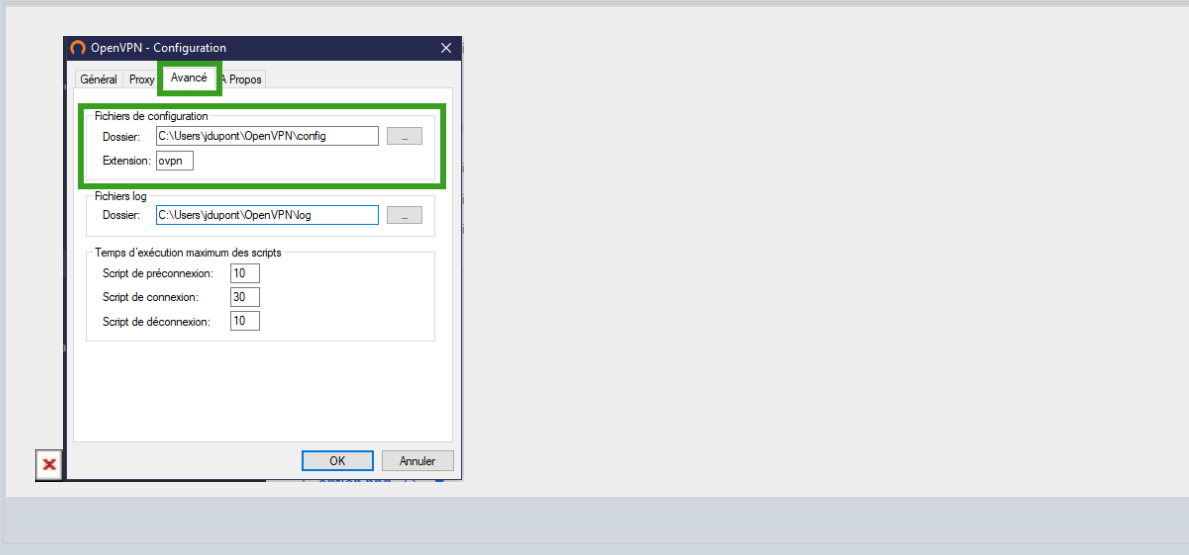 OpenVPN - Configuration
Général Proxy Avancé A Propos
Fichiers de configuration
Dossier: C:\Users\jdupont\OpenVPN\config ...
Extension: ovpn
Fichiers log
Dossier: C:\Users\jdupont\OpenVPN\log ...
Temps d'exécution maximum des scripts
Script de préconnexion: 10
Script de connexion: 30
Script de déconnexion: 10
OK Annuler